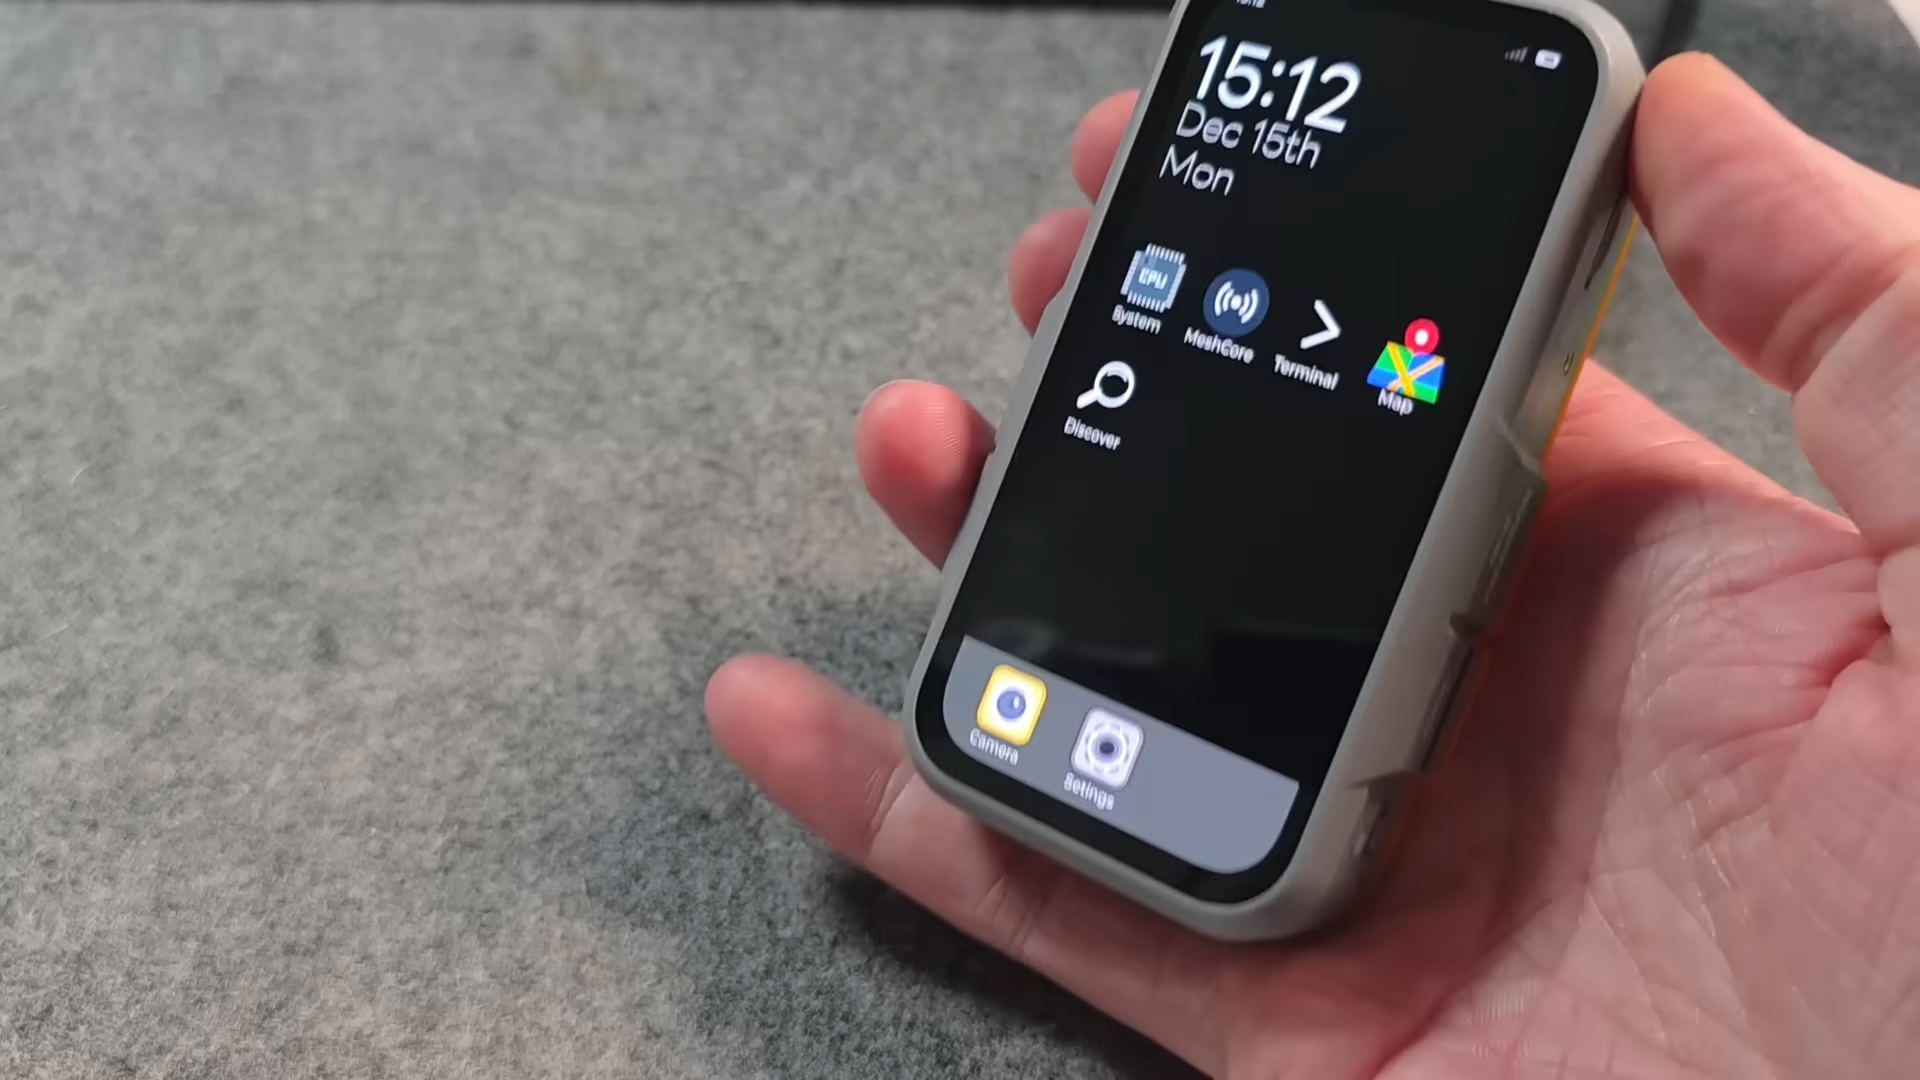 15:12
Dec 15th
Mon
CPU
System
MeshCore
Terminal
Map
Discover
Camera
Setings